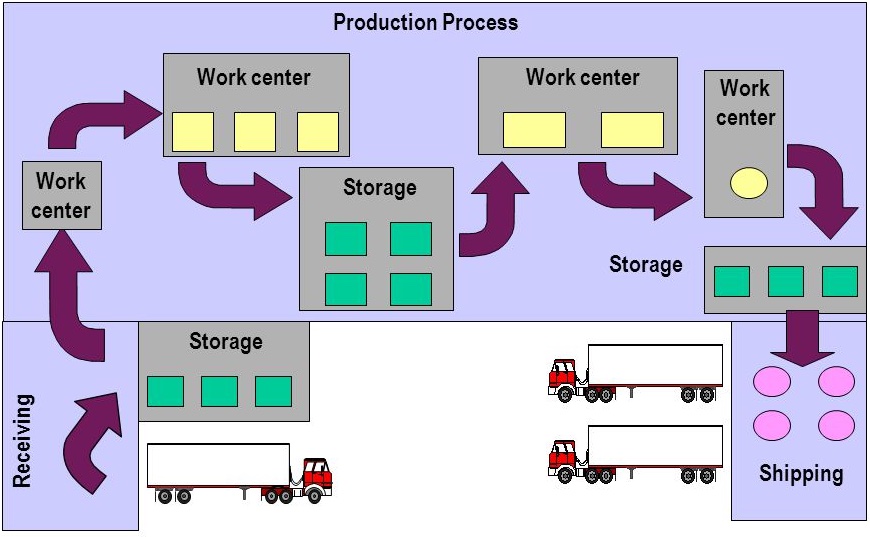 Production Process
Work center
Work center
Work
center
Work
center
Storage
Storage
Storage
Receiving
Shipping